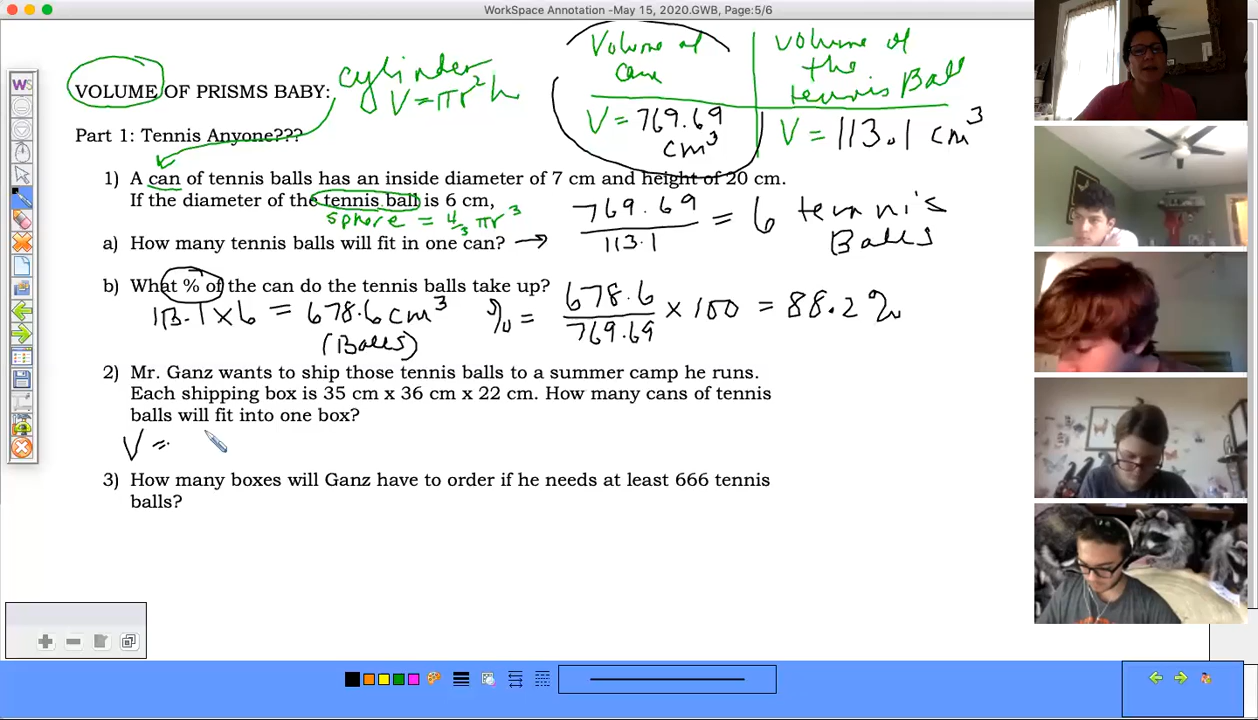 WorkSpace Annotation -May 15, 2020.GWB, Page:5/6
VOLUME OF PRISMS BABY:
cylinder
V = πr²h
Volume of
cane
V = 769.69
cm³
volume of
the
tennis Ball
V = 113.1 cm³
Part 1: Tennis Anyone???
1) A can of tennis balls has an inside diameter of 7 cm and height of 20 cm.
If the diameter of the tennis ball is 6 cm,
sphere = 4/3 πr³
a) How many tennis balls will fit in one can?
769.69 / 113.1 = 6 tennis
Balls
b) What % of the can do the tennis balls take up?
113.1 x 6 = 678.6 cm³
(Balls)
% = 678.6 / 769.69 x 100 = 88.2 %
2) Mr. Ganz wants to ship those tennis balls to a summer camp he runs.
Each shipping box is 35 cm x 36 cm x 22 cm. How many cans of tennis
balls will fit into one box?
V =
3) How many boxes will Ganz have to order if he needs at least 666 tennis
balls?